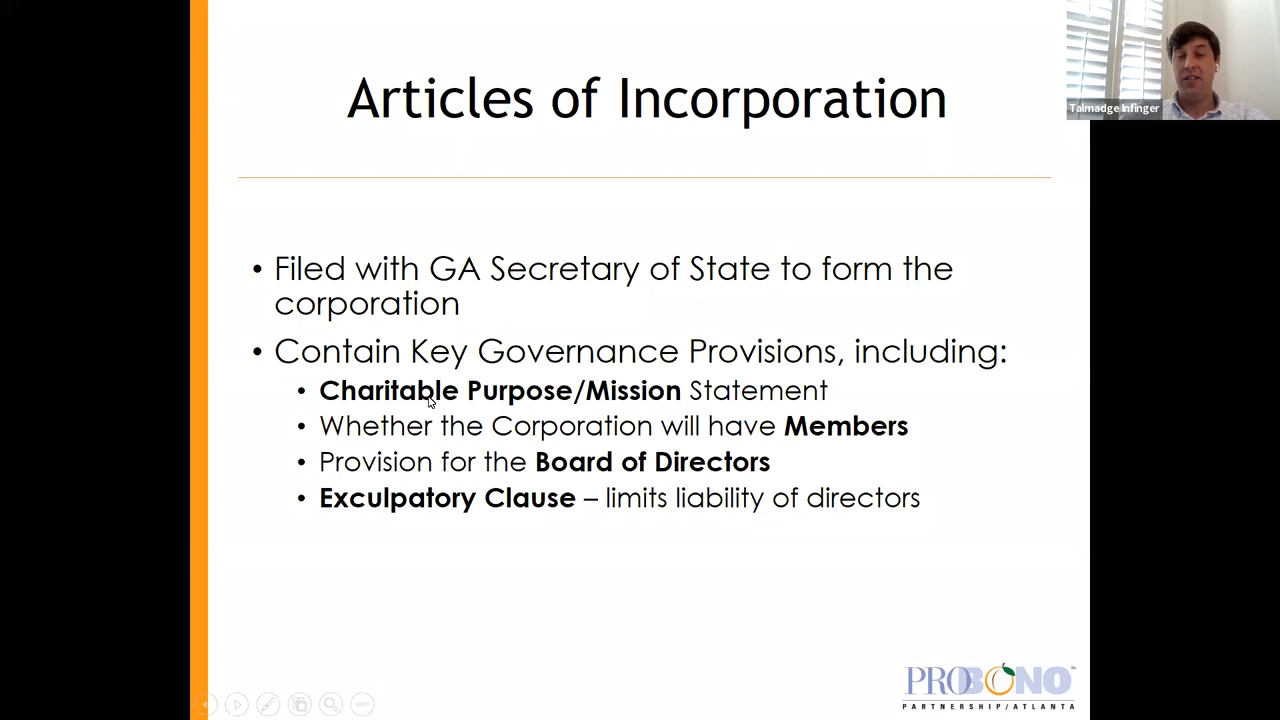 Articles of Incorporation
Talmadge Infinger
• Filed with GA Secretary of State to form the
corporation
• Contain Key Governance Provisions, including:
• Charitable Purpose/Mission Statement
• Whether the Corporation will have Members
• Provision for the Board of Directors
• Exculpatory Clause – limits liability of directors
PROBONO™
PARTNERSHIP/ATLANTA